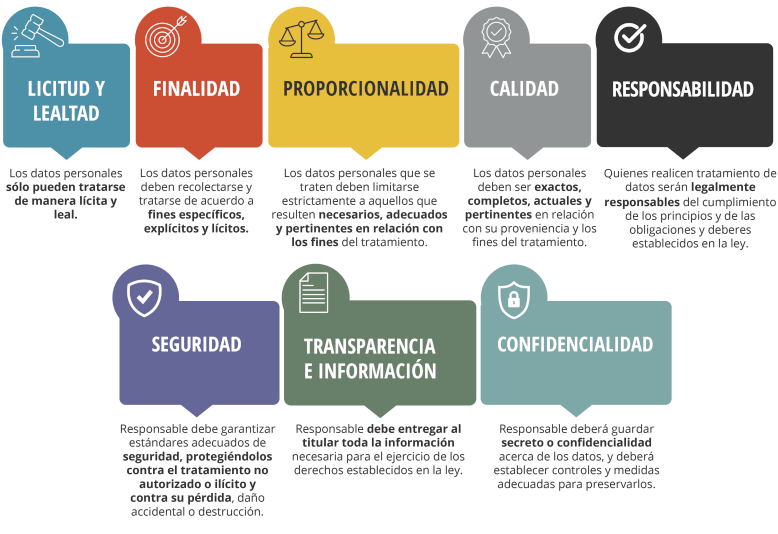 LICITUD Y
LEALTAD
Los datos personales
sólo pueden tratarse
de manera lícita y
leal.
FINALIDAD
Los datos personales
deben recolectarse y
tratarse de acuerdo a
fines específicos,
explícitos y lícitos.
PROPORCIONALIDAD
Los datos personales que se
traten deben limitarse
estrictamente a aquellos que
resulten necesarios, adecuados
y pertinentes en relación con
los fines del tratamiento.
CALIDAD
Los datos personales
deben ser exactos,
completos, actuales y
pertinentes en relación
con su proveniencia y los
fines del tratamiento.
RESPONSABILIDAD
Quienes realicen tratamiento de
datos serán legalmente
responsables del cumplimiento
de los principios y de las
obligaciones y deberes
establecidos en la ley.
SEGURIDAD
Responsable debe garantizar
estándares adecuados de
seguridad, protegiéndolos
contra el tratamiento no
autorizado o ilícito y
contra su pérdida, daño
accidental o destrucción.
TRANSPARENCIA
E INFORMACIÓN
Responsable debe entregar al
titular toda la información
necesaria para el ejercicio de los
derechos establecidos en la ley.
CONFIDENCIALIDAD
Responsable deberá guardar
secreto o confidencialidad
acerca de los datos, y deberá
establecer controles y medidas
adecuadas para preservarlos.